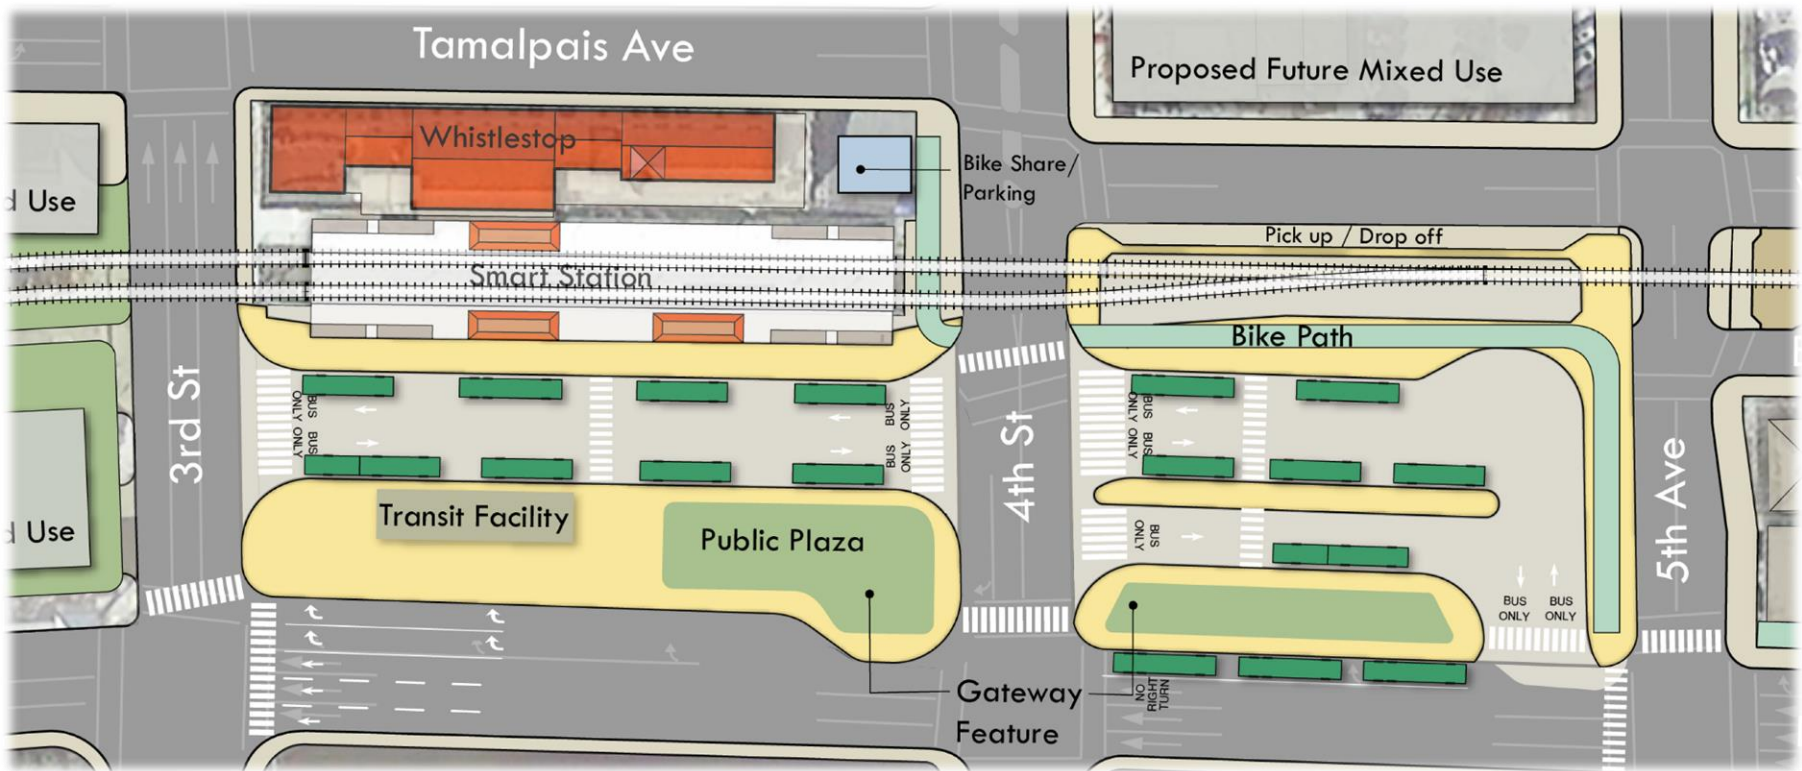 Tamalpais Ave
Proposed Future Mixed Use
Whistlestop
Bike Share/
Parking
Use
Pick up / Drop off
Smart Station
Bike Path
3rd St
BUS
ONLY
BUS
ONLY
BUS
ONLY
BUS
ONLY
4th St
BUS
ONLY
BUS
ONLY
5th Ave
Transit Facility
Public Plaza
BUS
ONLY
Use
BUS
ONLY
BUS
ONLY
Gateway
Feature
NO
RIGHT
TURN